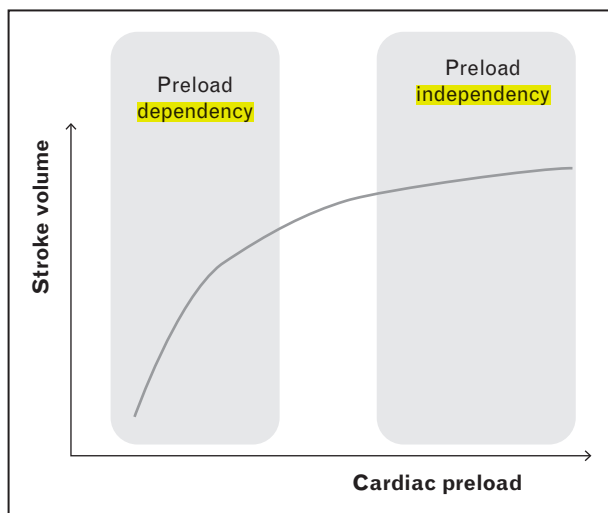 Preload
dependency
Preload
independency
Stroke volume
Cardiac preload